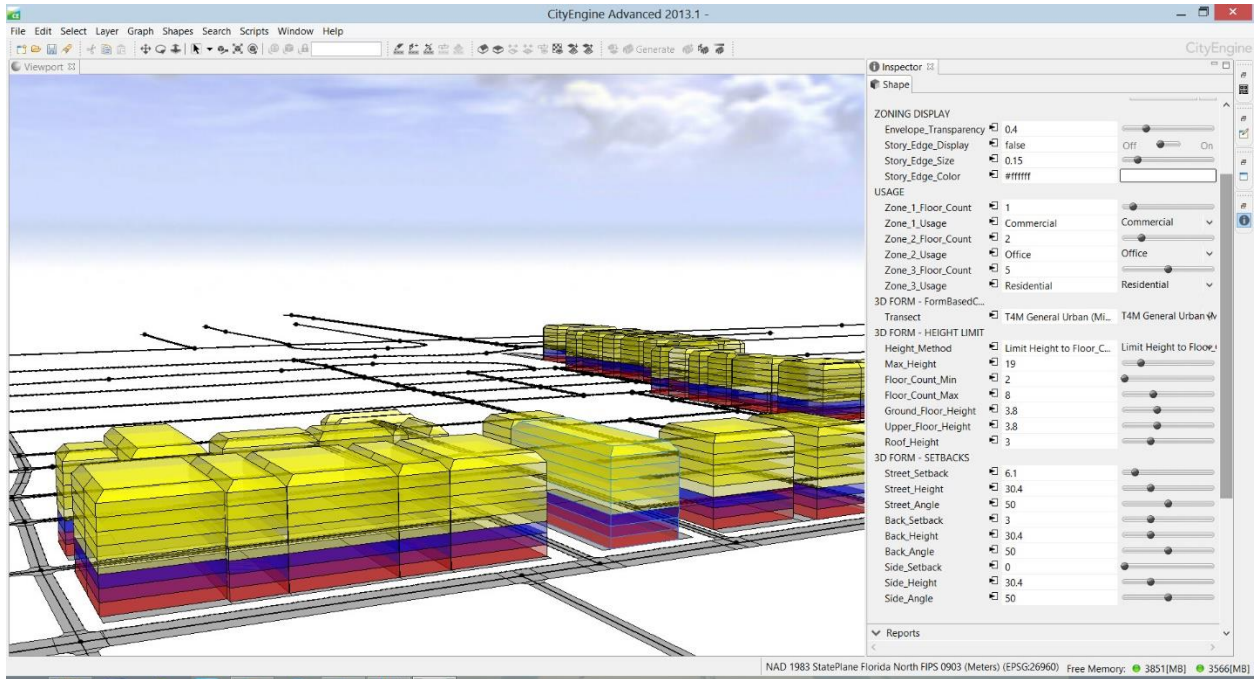 CityEngine Advanced 2013.1 -
File Edit Select Layer Graph Shapes Search Scripts Window Help
Generate
CityEngine
Viewport
Inspector
Shape
ZONING DISPLAY
Envelope_Transparency 0.4
Story_Edge_Display false Off On
Story_Edge_Size 0.15
Story_Edge_Color #ffffff
USAGE
Zone_1_Floor_Count 1
Zone_1_Usage Commercial Commercial
Zone_2_Floor_Count 2
Zone_2_Usage Office Office
Zone_3_Floor_Count 5
Zone_3_Usage Residential Residential
3D FORM - FormBasedC...
Transect T4M General Urban (Mi... T4M General Urban
3D FORM - HEIGHT LIMIT
Height_Method Limit Height to Floor_C... Limit Height to Floor
Max_Height 19
Floor_Count_Min 2
Floor_Count_Max 8
Ground_Floor_Height 3.8
Upper_Floor_Height 3.8
Roof_Height 3
3D FORM - SETBACKS
Street_Setback 6.1
Street_Height 30.4
Street_Angle 50
Back_Setback 3
Back_Height 30.4
Back_Angle 50
Side_Setback 0
Side_Height 30.4
Side_Angle 50
Reports
NAD 1983 StatePlane Florida North FIPS 0903 (Meters) (EPSG:26960) Free Memory: 3851[MB] 3566[MB]